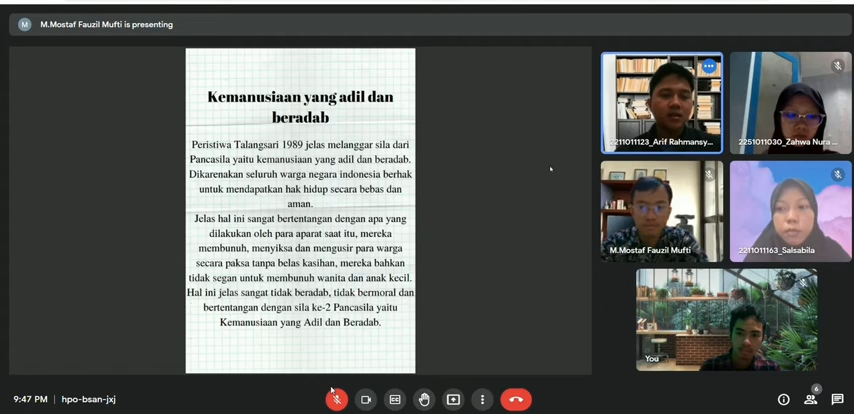 M
M.Mostaf Fauzil Mufti is presenting
Kemanusiaan yang adil dan
beradab
Peristiwa Talangsari 1989 jelas melanggar sila dari
Pancasila yaitu kemanusiaan yang adil dan beradab.
Dikarenakan seluruh warga negara indonesia berhak
untuk mendapatkan hak hidup secara bebas dan
aman.
Jelas hal ini sangat bertentangan dengan apa yang
dilakukan oleh para aparat saat itu, mereka
membunuh, menyiksa dan mengusir para warga
secara paksa tanpa belas kasihan, mereka bahkan
tidak segan untuk membunuh wanita dan anak kecil.
Hal ini jelas sangat tidak beradab, tidak bermoral dan
bertentangan dengan sila ke-2 Pancasila yaitu
Kemanusiaan yang Adil dan Beradab.
2211011123_Arif Rahmansy...
2251011030_Zahwa Nura ...
M.Mostaf Fauzil Mufti
2211011163_Salsabila
You
9:47 PM | hpo-bsan-jxj
6